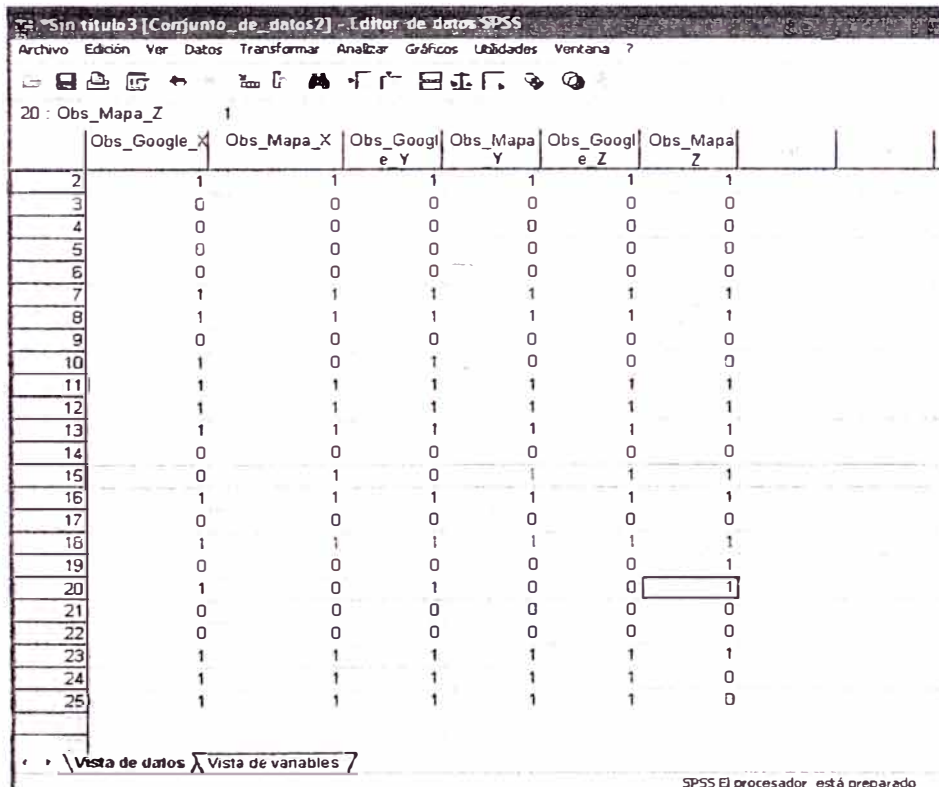 *Sin título3 [Conjunto_de_datos2] - Editor de datos SPSS
Archivo Edición Ver Datos Transformar Analizar Gráficos Utilidades Ventana ?
20 : Obs_Mapa_Z 1
Obs_Google_X Obs_Mapa_X Obs_Googl Obs_Mapa Obs_Googl Obs_Mapa
e_Y _Y e_Z _Z
2 1 1 1 1 1 1
3 0 0 0 0 0 0
4 0 0 0 0 0 0
5 0 0 0 0 0 0
6 0 0 0 0 0 0
7 1 1 1 1 1 1
8 1 1 1 1 1 1
9 0 0 0 0 0 0
10 1 0 1 0 0 0
11 1 1 1 1 1 1
12 1 1 1 1 1 1
13 1 1 1 1 1 1
14 0 0 0 0 0 0
15 0 1 0 1 1 1
16 1 1 1 1 1 1
17 0 0 0 0 0 0
18 1 1 1 1 1 1
19 0 0 0 0 0 1
20 1 0 1 0 0 1
21 0 0 0 0 0 0
22 0 0 0 0 0 0
23 1 1 1 1 1 1
24 1 1 1 1 1 0
25 1 1 1 1 1 0
Vista de datos Vista de variables
SPSS El procesador está preparado